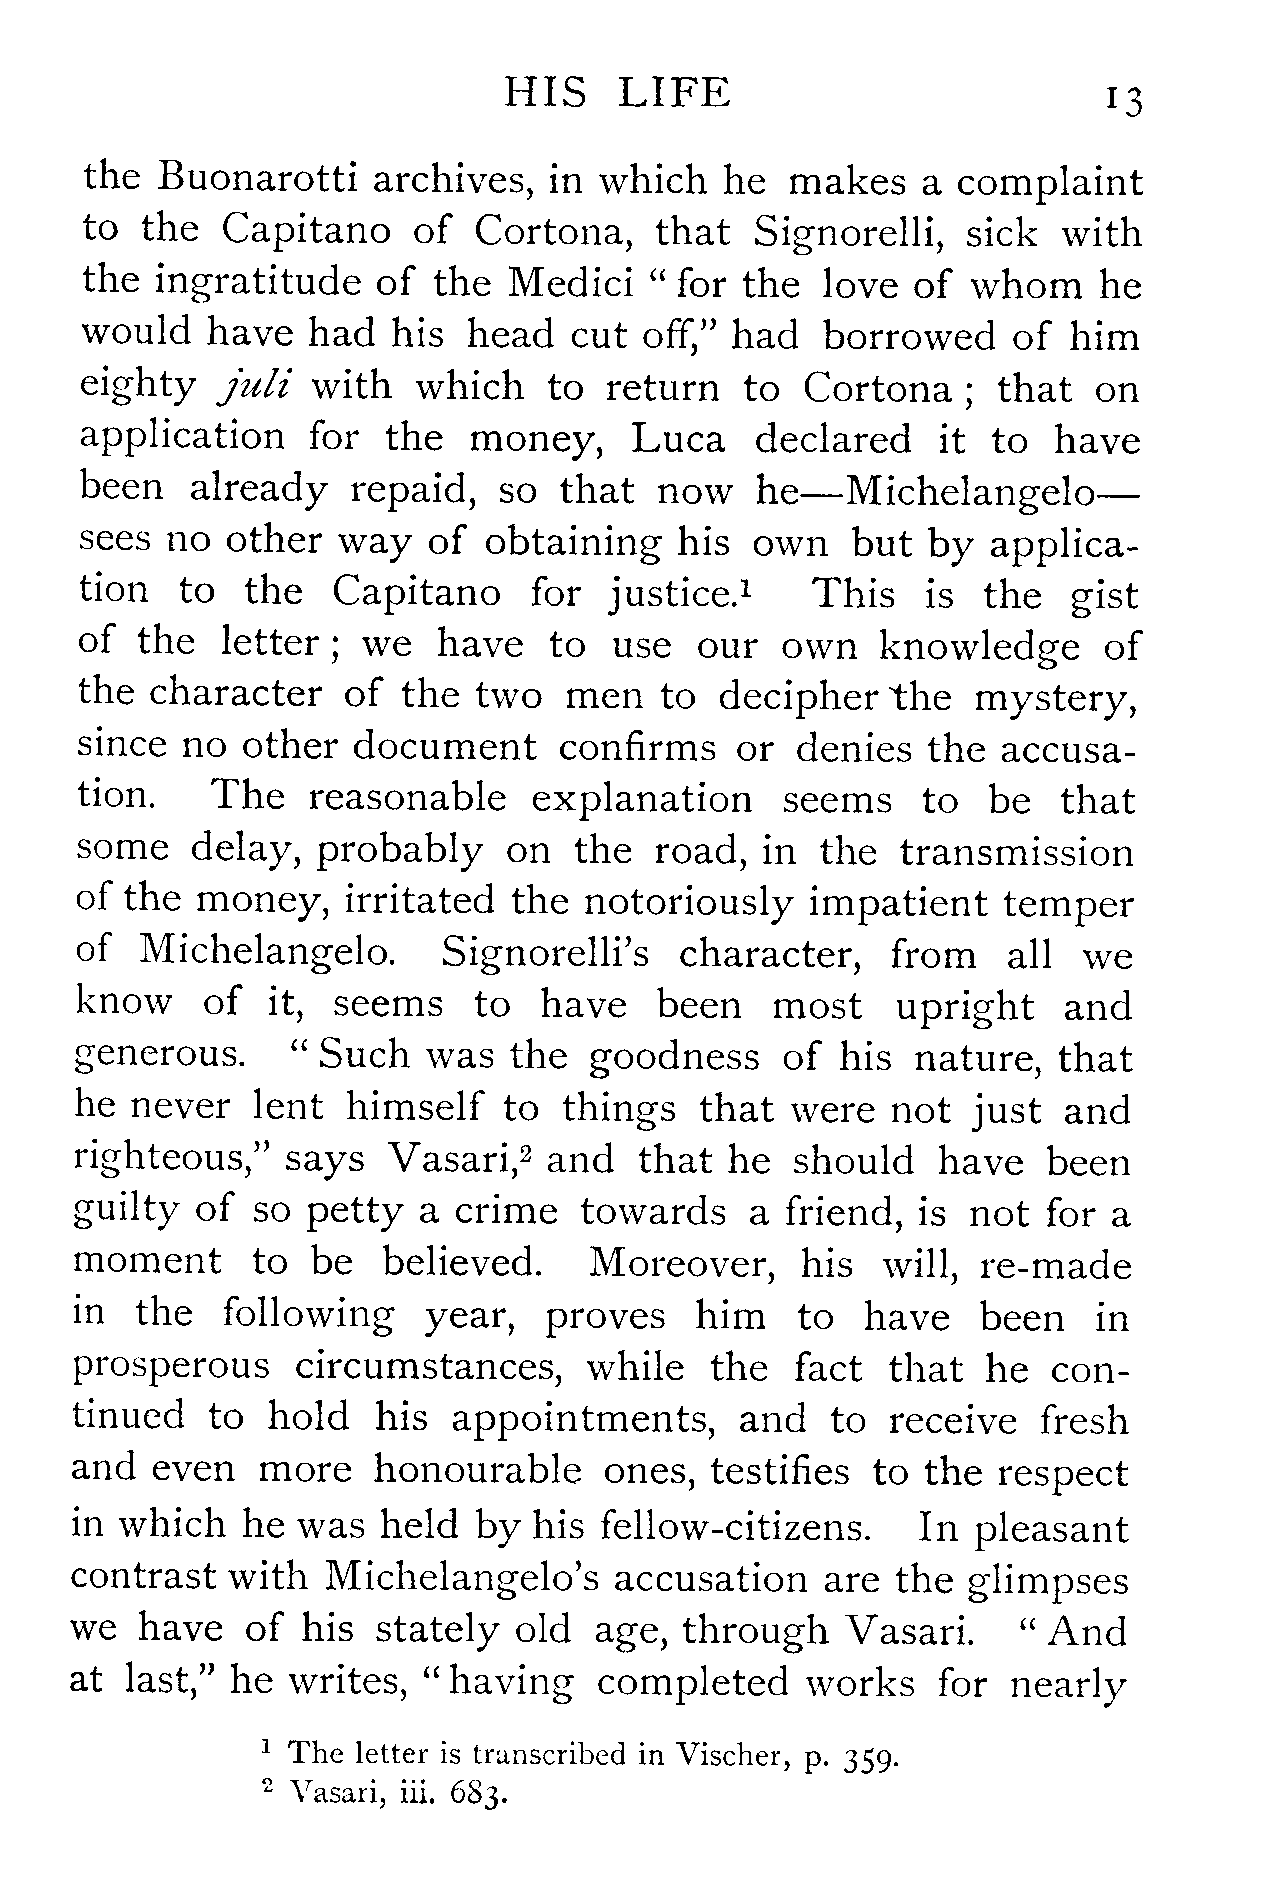 HIS LIFE 13
the Buonarotti archives, in which he makes a complaint
to the Capitano of Cortona, that Signorelli, sick with
the ingratitude of the Medici “ for the love of whom he
would have had his head cut off,” had borrowed of him
eighty juli with which to return to Cortona ; that on
application for the money, Luca declared it to have
been already repaid, so that now he—Michelangelo—
sees no other way of obtaining his own but by applica-
tion to the Capitano for justice.¹ This is the gist
of the letter ; we have to use our own knowledge of
the character of the two men to decipher the mystery,
since no other document confirms or denies the accusa-
tion. The reasonable explanation seems to be that
some delay, probably on the road, in the transmission
of the money, irritated the notoriously impatient temper
of Michelangelo. Signorelli’s character, from all we
know of it, seems to have been most upright and
generous. “ Such was the goodness of his nature, that
he never lent himself to things that were not just and
righteous,” says Vasari,² and that he should have been
guilty of so petty a crime towards a friend, is not for a
moment to be believed. Moreover, his will, re-made
in the following year, proves him to have been in
prosperous circumstances, while the fact that he con-
tinued to hold his appointments, and to receive fresh
and even more honourable ones, testifies to the respect
in which he was held by his fellow-citizens. In pleasant
contrast with Michelangelo’s accusation are the glimpses
we have of his stately old age, through Vasari. “ And
at last,” he writes, “ having completed works for nearly
¹ The letter is transcribed in Vischer, p. 359.
² Vasari, iii. 683.